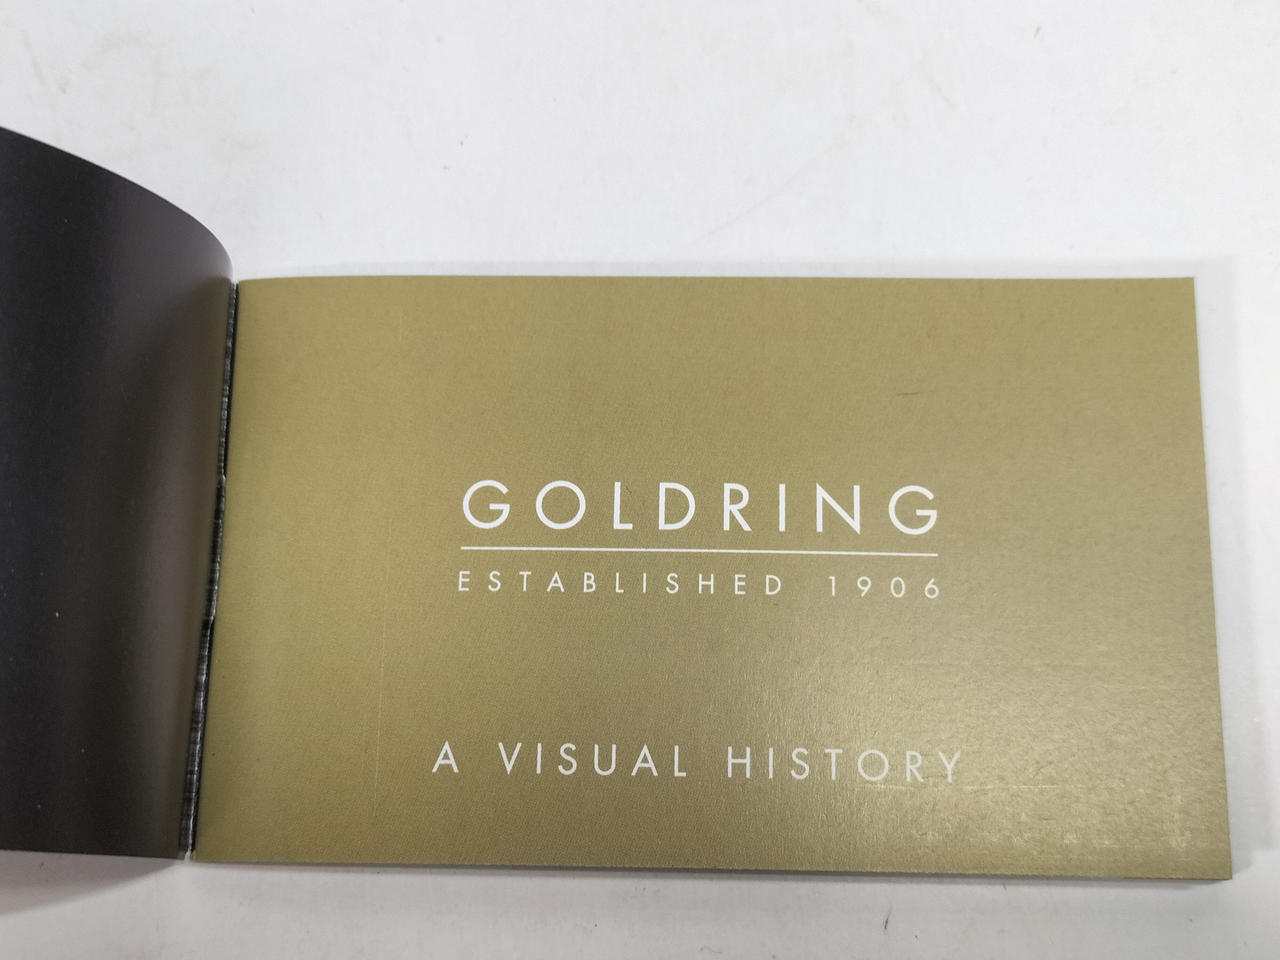 GOLDRING
ESTABLISHED 1906
A VISUAL HISTORY